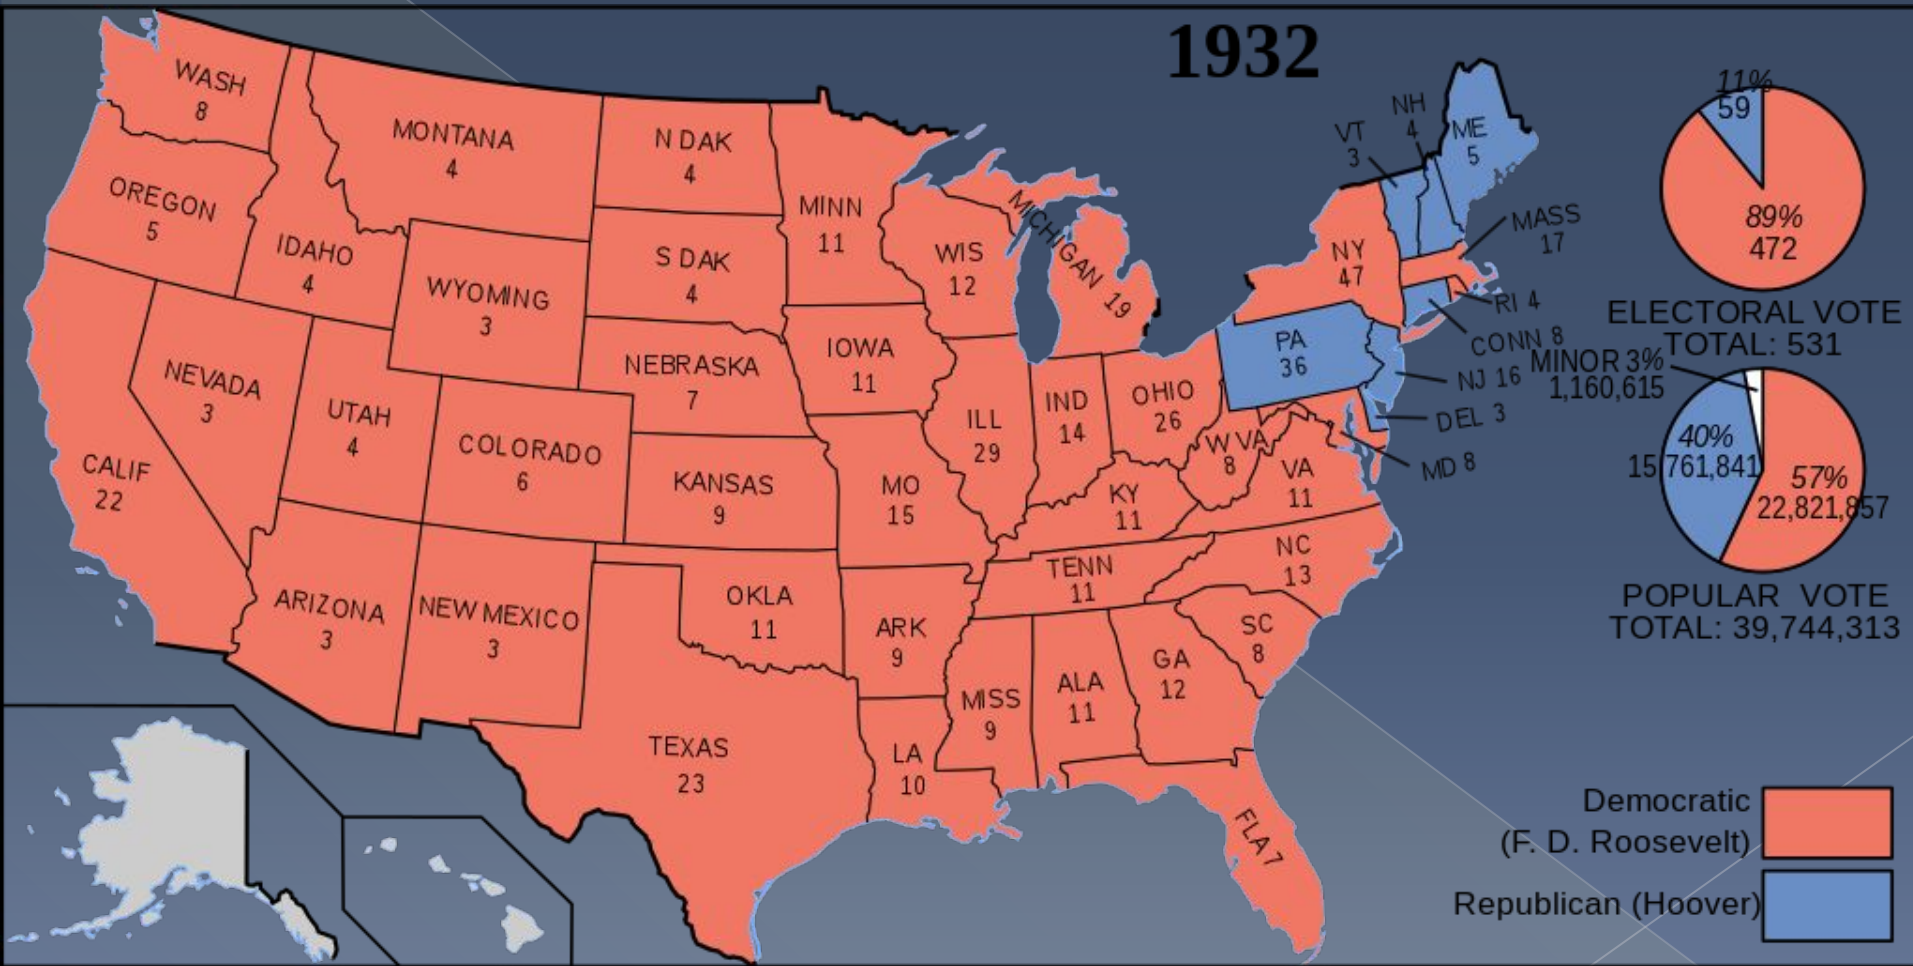 1932
WASH
8
OREGON
5
CALIF
22
NEVADA
3
IDAHO
4
MONTANA
4
WYOMING
3
UTAH
4
COLORADO
6
ARIZONA
3
NEW MEXICO
3
N DAK
4
S DAK
4
NEBRASKA
7
KANSAS
9
OKLA
11
TEXAS
23
MINN
11
IOWA
11
MO
15
ARK
9
LA
10
WIS
12
ILL
29
MICHIGAN 19
IND
14
OHIO
26
KY
11
TENN
11
MISS
9
ALA
11
GA
12
FLA 7
SC
8
NC
13
VA
11
W VA
8
PA
36
NY
47
VT
3
NH
4
ME
5
MASS
17
RI 4
CONN 8
NJ 16
DEL 3
MD 8
11%
59
89%
472
ELECTORAL VOTE
TOTAL: 531
MINOR 3%
1,160,615
40%
15,761,841
57%
22,821,857
POPULAR VOTE
TOTAL: 39,744,313
Democratic
(F. D. Roosevelt)
Republican (Hoover)